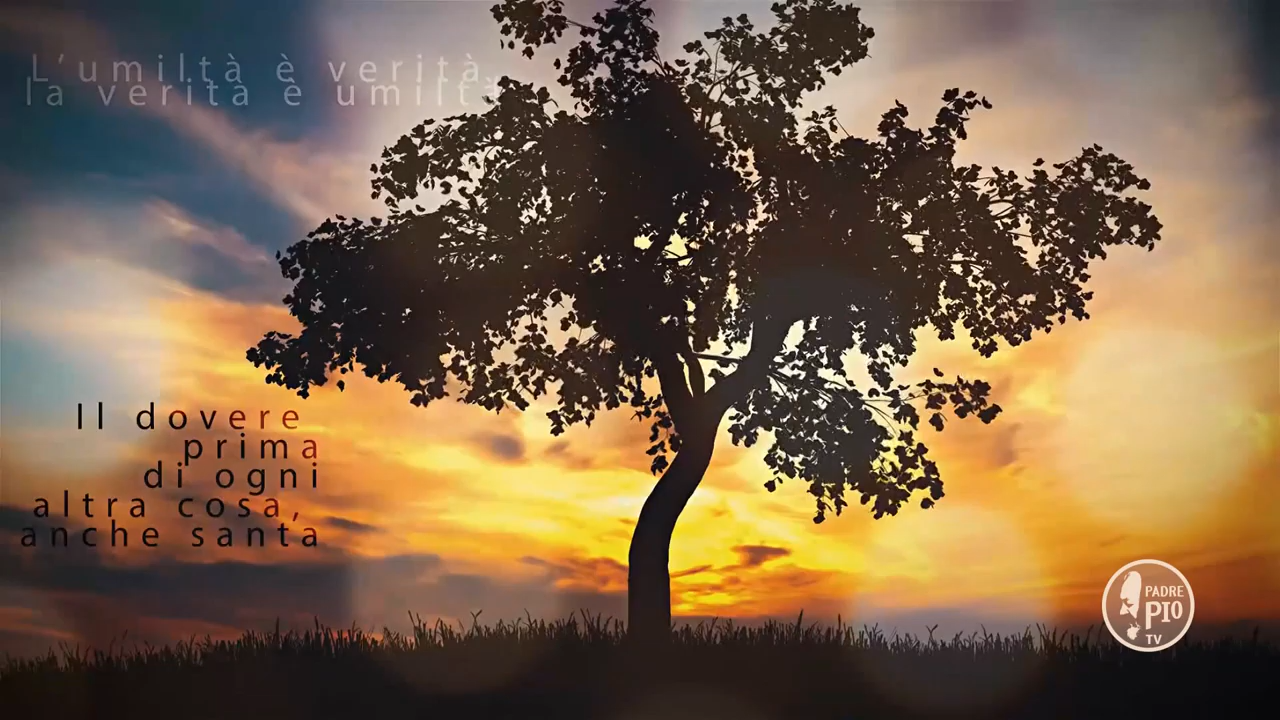 L'umiltà è verità,
la verità è umiltà
Il dovere
prima
di ogni
altra cosa,
anche santa
PADRE
PIO
TV